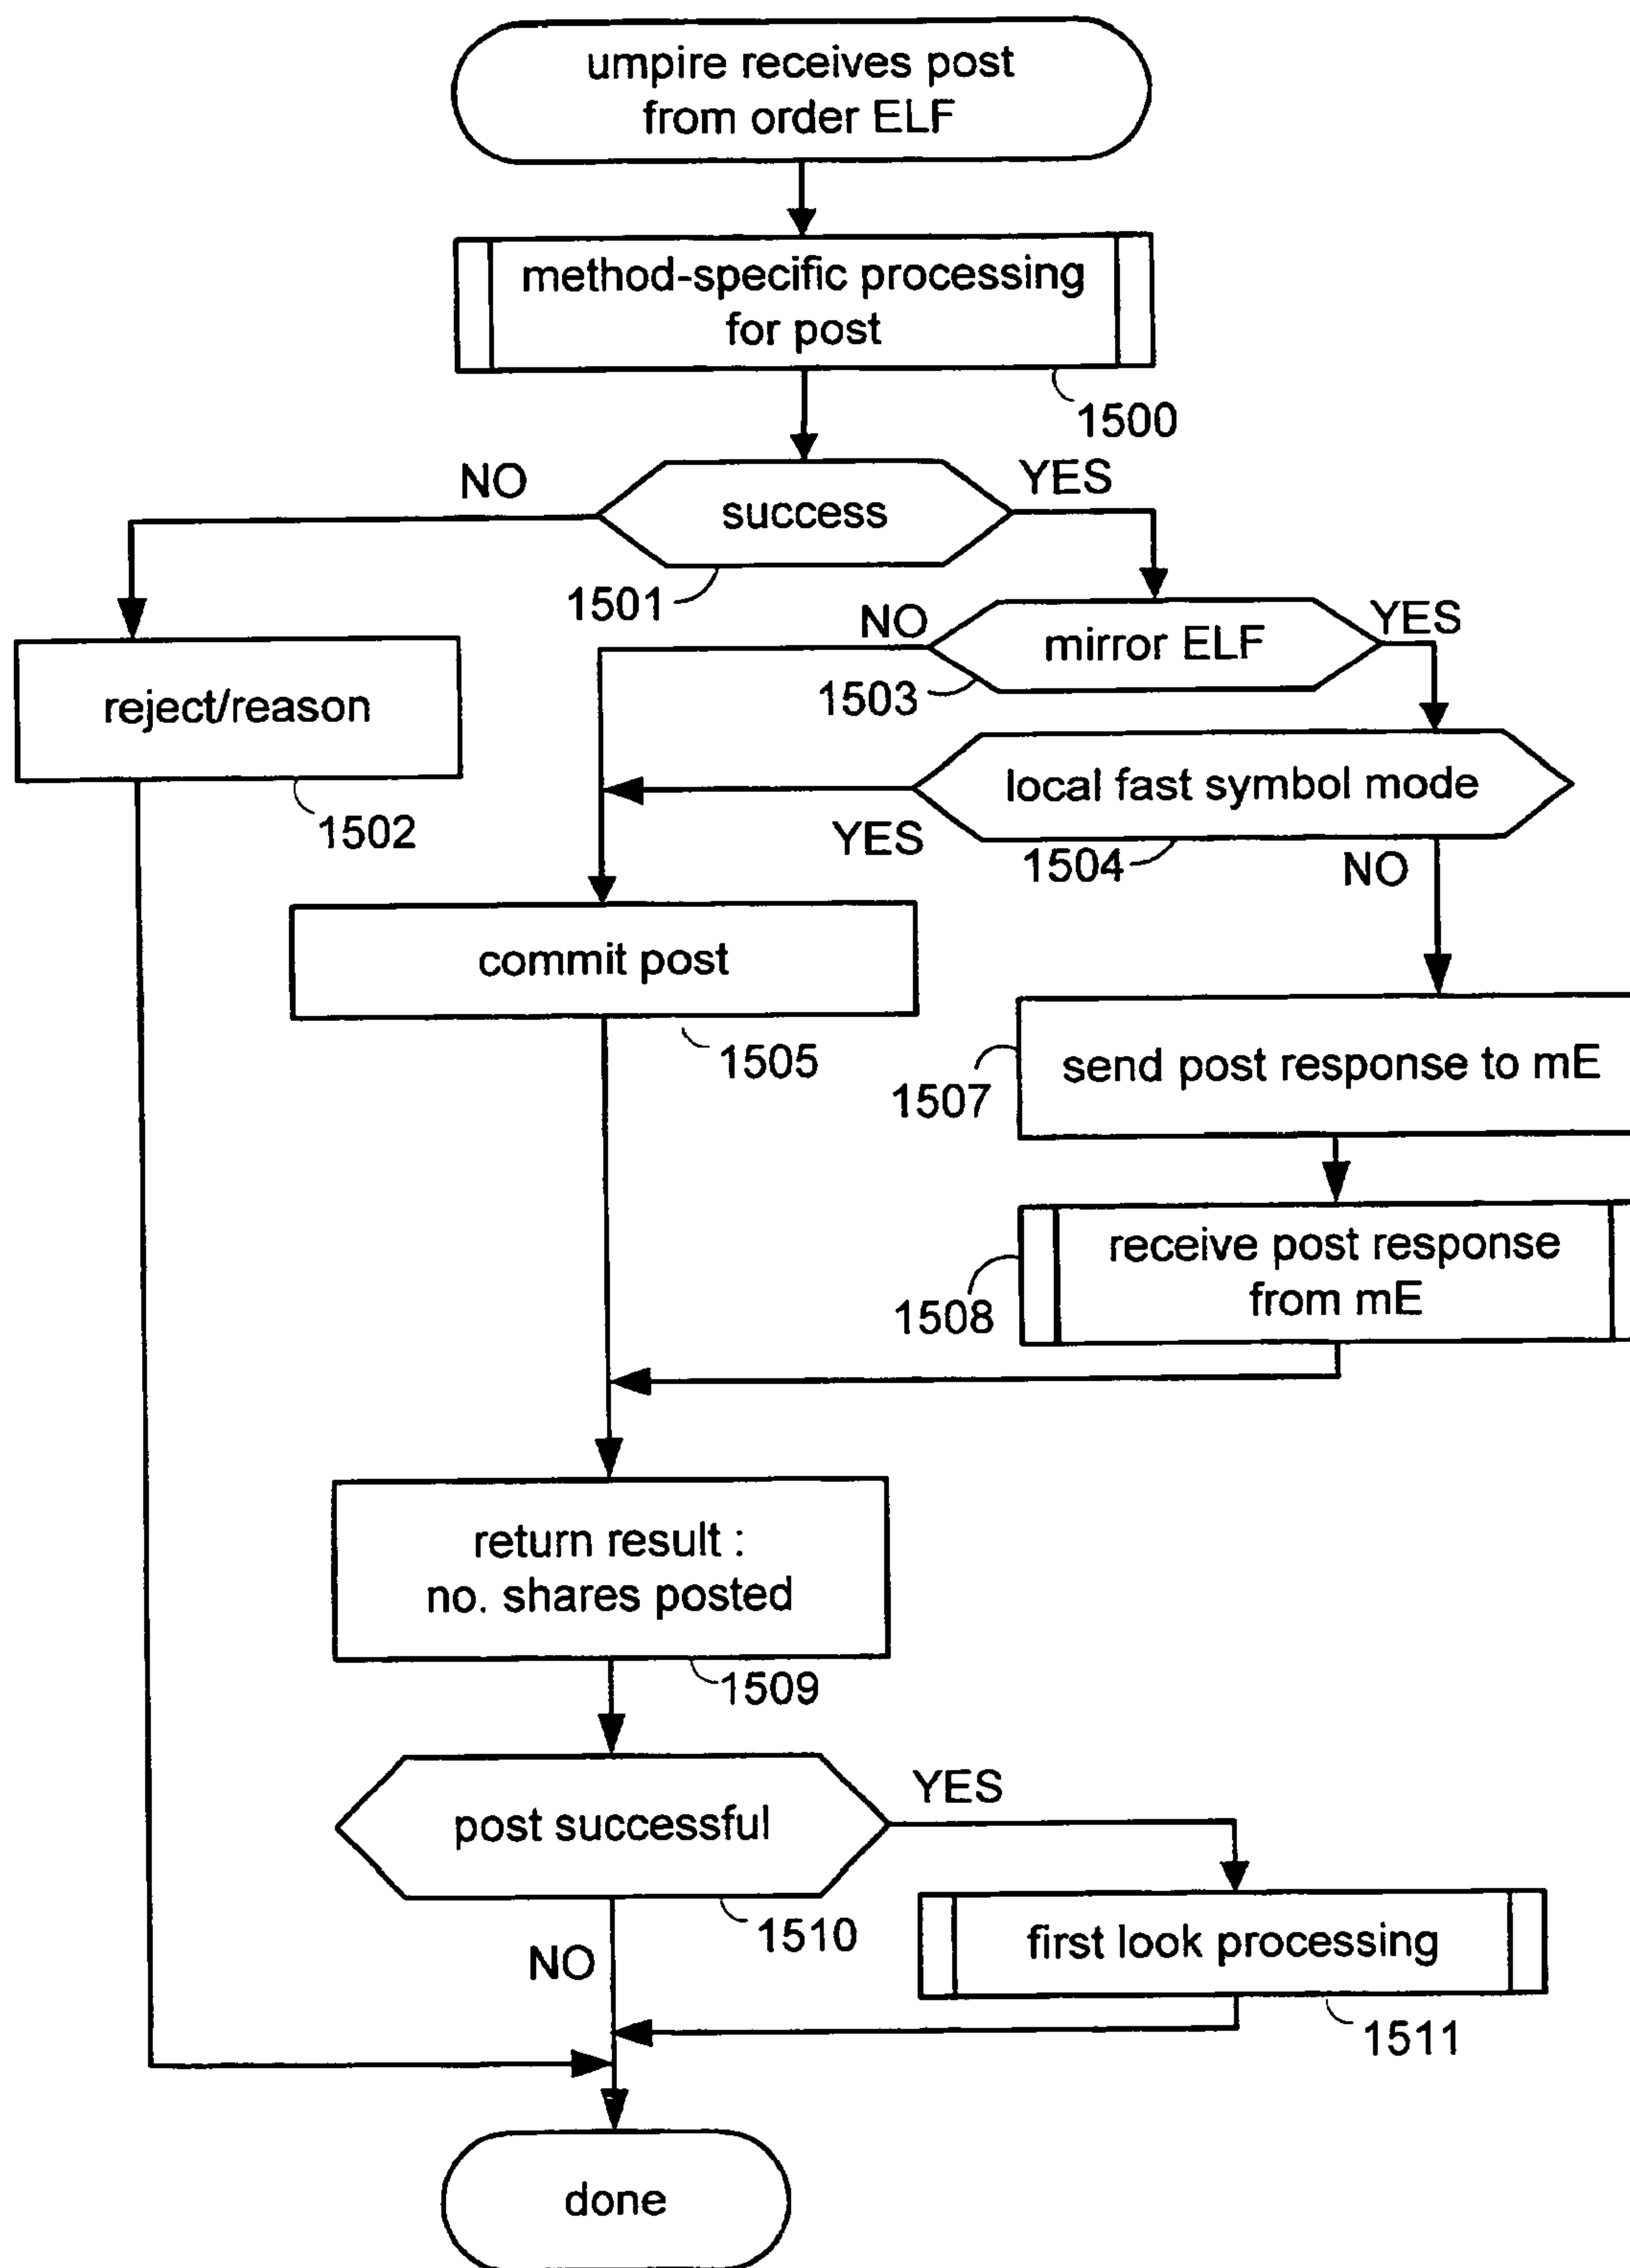 umpire receives post
from order ELF
method-specific processing
for post
1500
NO
YES
success
1501
NO
YES
mirror ELF
1503
reject/reason
1502
local fast symbol mode
YES
1504
NO
commit post
1505
send post response to mE
1507
receive post response
from mE
1508
return result :
no. shares posted
1509
YES
post successful
1510
NO
first look processing
1511
done